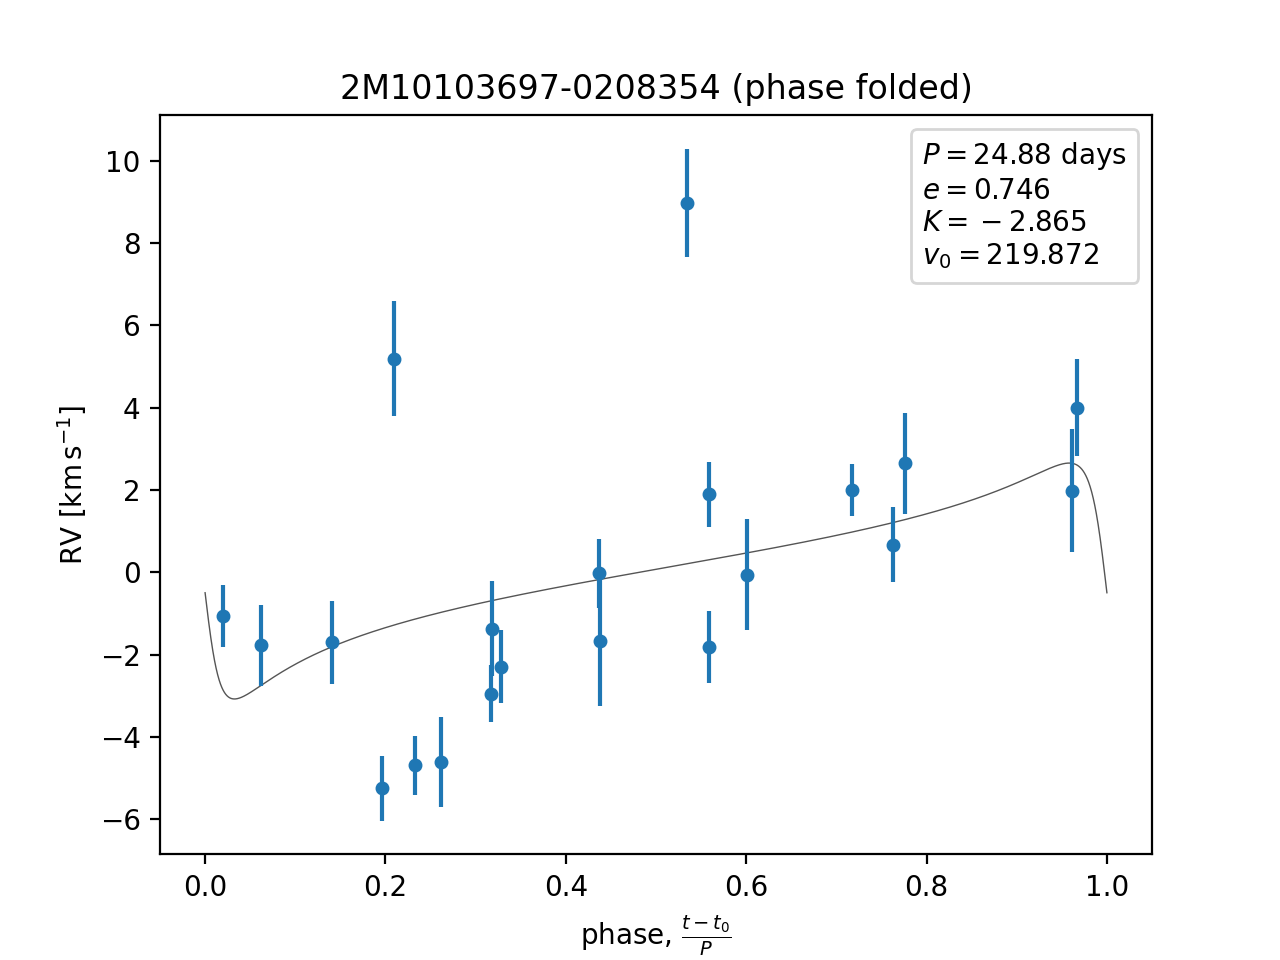 2M10103697-0208354 (phase folded)
P = 24.88 days
e = 0.746
K = −2.865
v₀ = 219.872
10
8
6
4
2
0
−2
−4
−6
RV [km s⁻¹]
0.0 0.2 0.4 0.6 0.8 1.0
phase, (t − t₀)/P